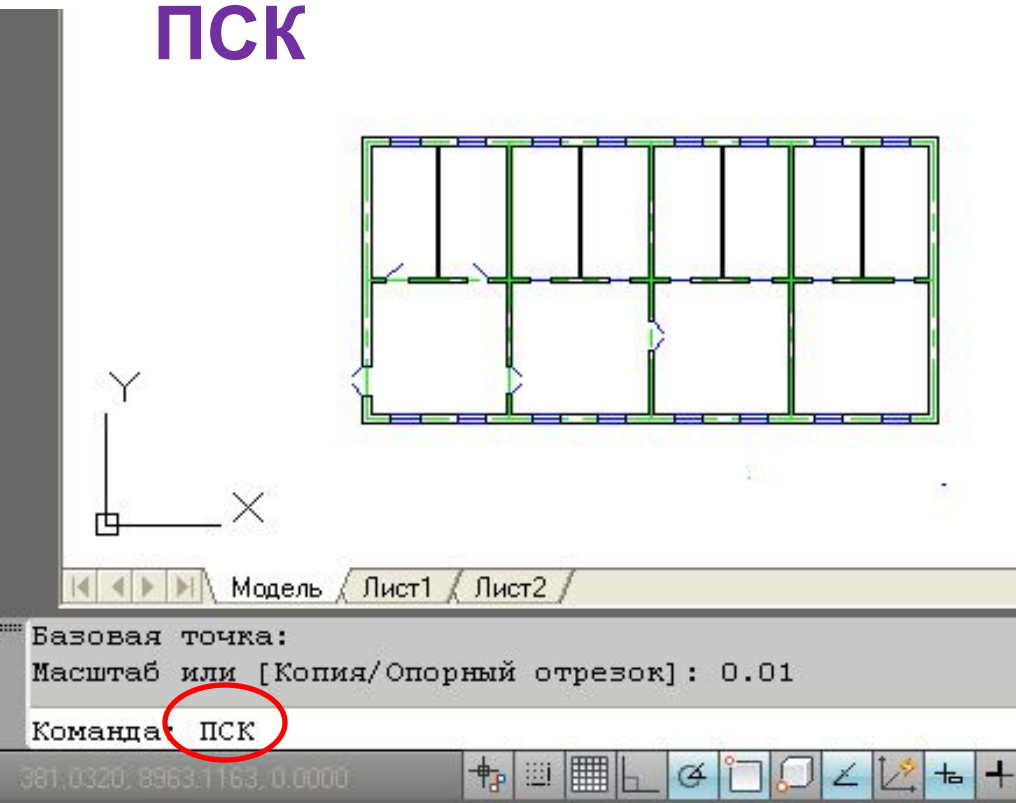 ПСК
Y
X
Модель Лист1 Лист2
Базовая точка:
Масштаб или [Копия/Опорный отрезок]: 0.01
Команда: ПСК
381.0320, 8963.1163, 0.0000